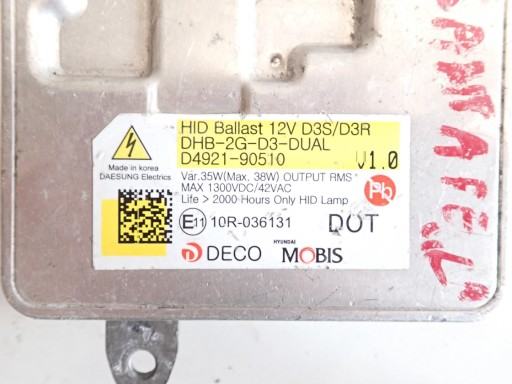 HID Ballast 12V D3S/D3R
DHB-2G-D3-DUAL
D4921-90510 V1.0
Made in korea
DAESUNG Electrics
Var.35W(Max. 38W) OUTPUT RMS
MAX 1300VDC/42VAC
Life > 2000 Hours Only HID Lamp
Pb
E11 10R-036131 DOT
DECO HYUNDAI MOBIS
SANTAFE